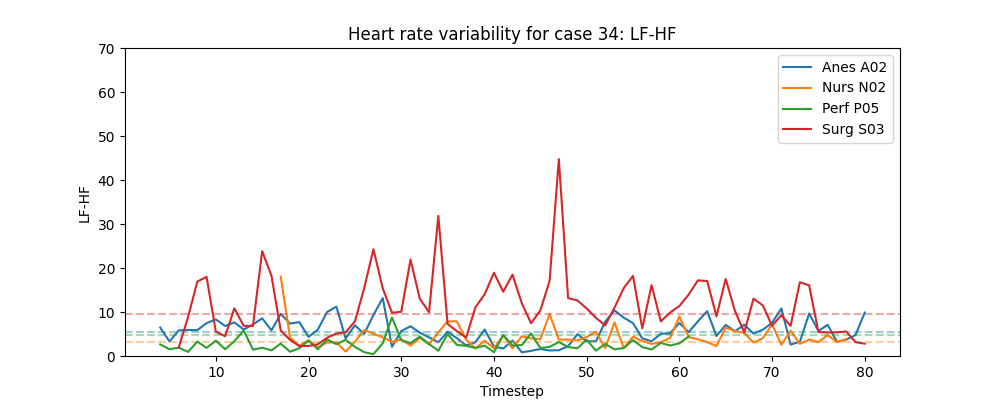 Heart rate variability for case 34: LF-HF
70
60
50
40
30
20
10
0
LF-HF
Anes A02
Nurs N02
Perf P05
Surg S03
10
20
30
40
50
60
70
80
Timestep